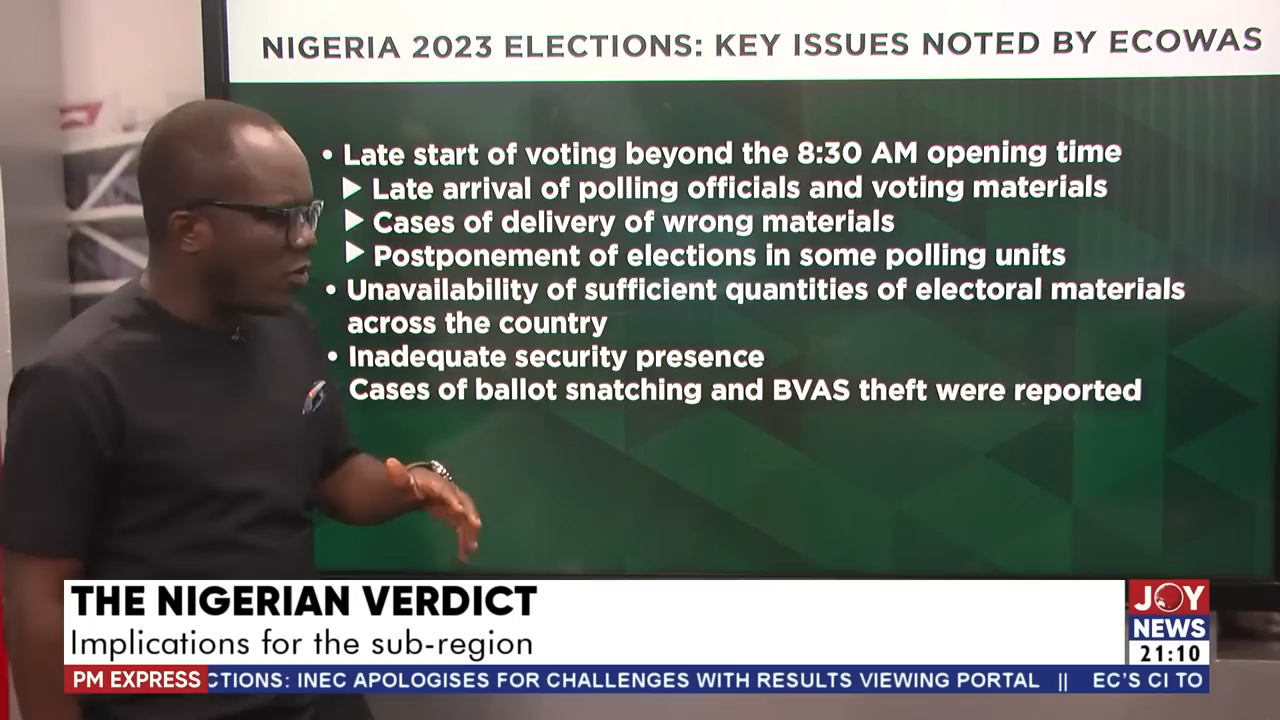 NIGERIA 2023 ELECTIONS: KEY ISSUES NOTED BY ECOWAS
• Late start of voting beyond the 8:30 AM opening time
▶ Late arrival of polling officials and voting materials
▶ Cases of delivery of wrong materials
▶ Postponement of elections in some polling units
• Unavailability of sufficient quantities of electoral materials
across the country
• Inadequate security presence
Cases of ballot snatching and BVAS theft were reported
THE NIGERIAN VERDICT
Implications for the sub-region
JOY
NEWS
21:10
PM EXPRESS CTIONS: INEC APOLOGISES FOR CHALLENGES WITH RESULTS VIEWING PORTAL || EC'S CI TO